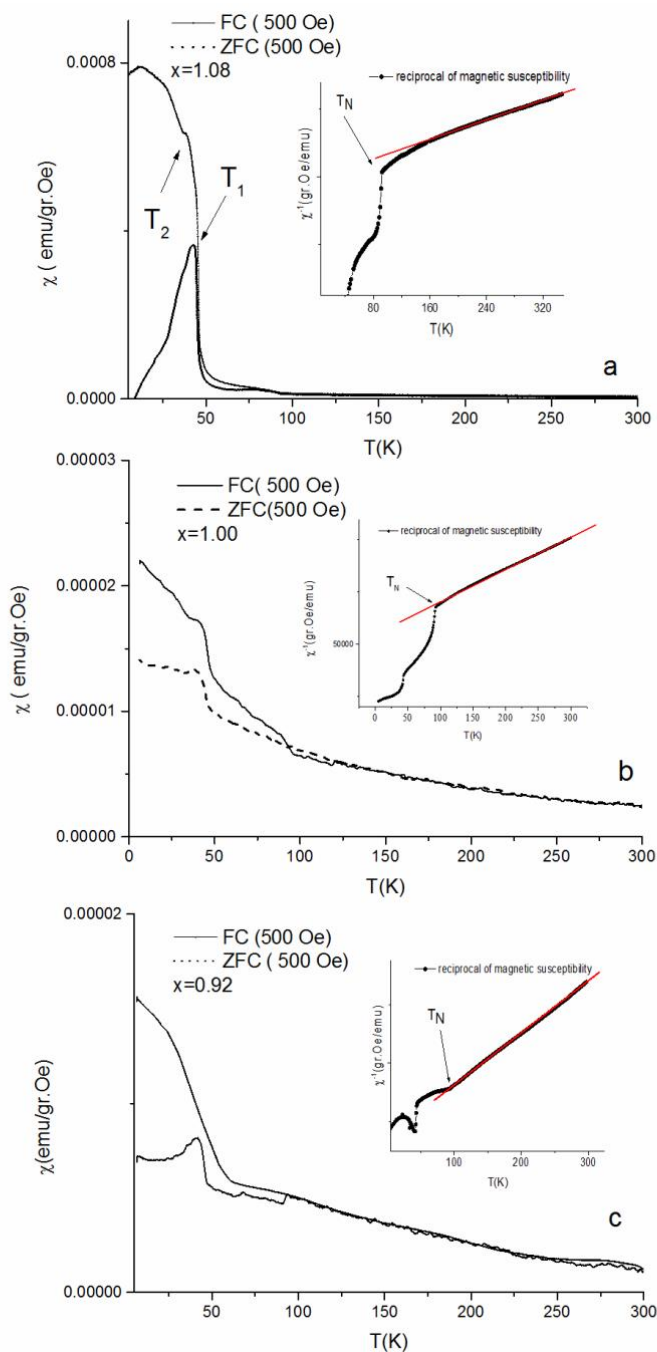 FC ( 500 Oe)
ZFC (500 Oe)
x=1.08
a
reciprocal of magnetic susceptibility
T_N
χ⁻¹(gr.Oe/emu)
80 160 240 320
T(K)
T₁
T₂
0.0008
0.0000
χ ( emu/gr.Oe)
50 100 150 200 250 300
T(K)
FC( 500 Oe)
ZFC(500 Oe)
x=1.00
b
reciprocal of magnetic susceptibility
T_N
χ⁻¹(gr.Oe/emu)
50000
0 50 100 150 200 250 300
T(K)
0.00003
0.00002
0.00001
0.00000
χ ( emu/gr.Oe)
0 50 100 150 200 250 300
T(K)
FC (500 Oe)
ZFC ( 500 Oe)
x=0.92
c
reciprocal of magnetic susceptibility
T_N
χ⁻¹(gr.Oe/emu)
100 200 300
T(K)
0.00002
0.00000
χ(emu/gr.Oe)
50 100 150 200 250 300
T(K)